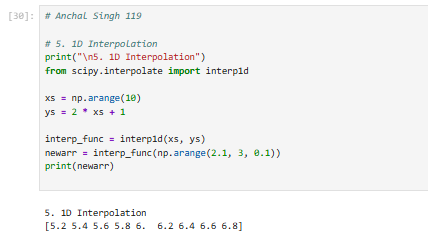 [30]: # Anchal Singh 119
# 5. 1D Interpolation
print("\n5. 1D Interpolation")
from scipy.interpolate import interp1d
xs = np.arange(10)
ys = 2 * xs + 1
interp_func = interp1d(xs, ys)
newarr = interp_func(np.arange(2.1, 3, 0.1))
print(newarr)
5. 1D Interpolation
[5.2 5.4 5.6 5.8 6.  6.2 6.4 6.6 6.8]